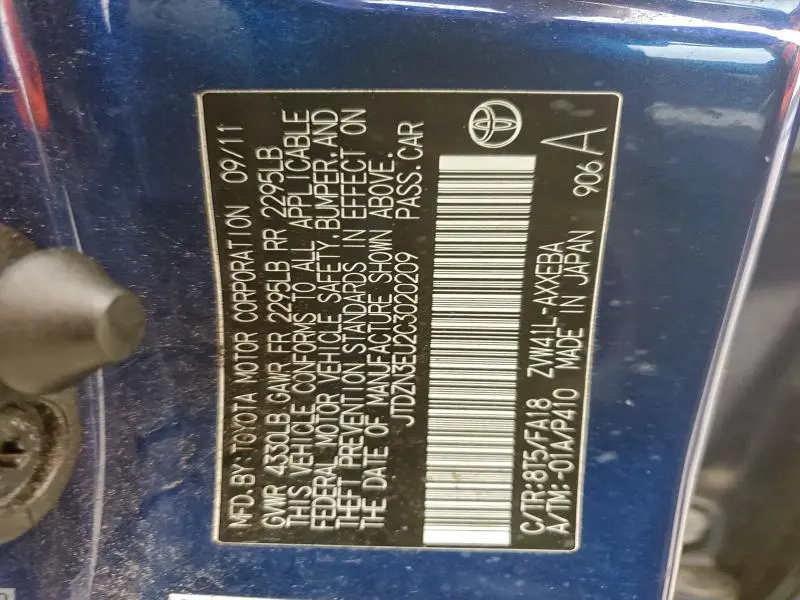 MFD. BY: TOYOTA MOTOR CORPORATION 09/11
GVWR 4330LB GAWR FR 2295LB RR 2295LB
THIS VEHICLE CONFORMS TO ALL APPLICABLE
FEDERAL MOTOR VEHICLE SAFETY, BUMPER, AND
THEFT PREVENTION STANDARDS IN EFFECT ON
THE DATE OF MANUFACTURE SHOWN ABOVE.
JTDZN3EU2C3020209 PASS. CAR
C/TR: 8T5/FA18 ZVW41L-AXXEBA
A/TM: -01A/P410 MADE IN JAPAN 906 A